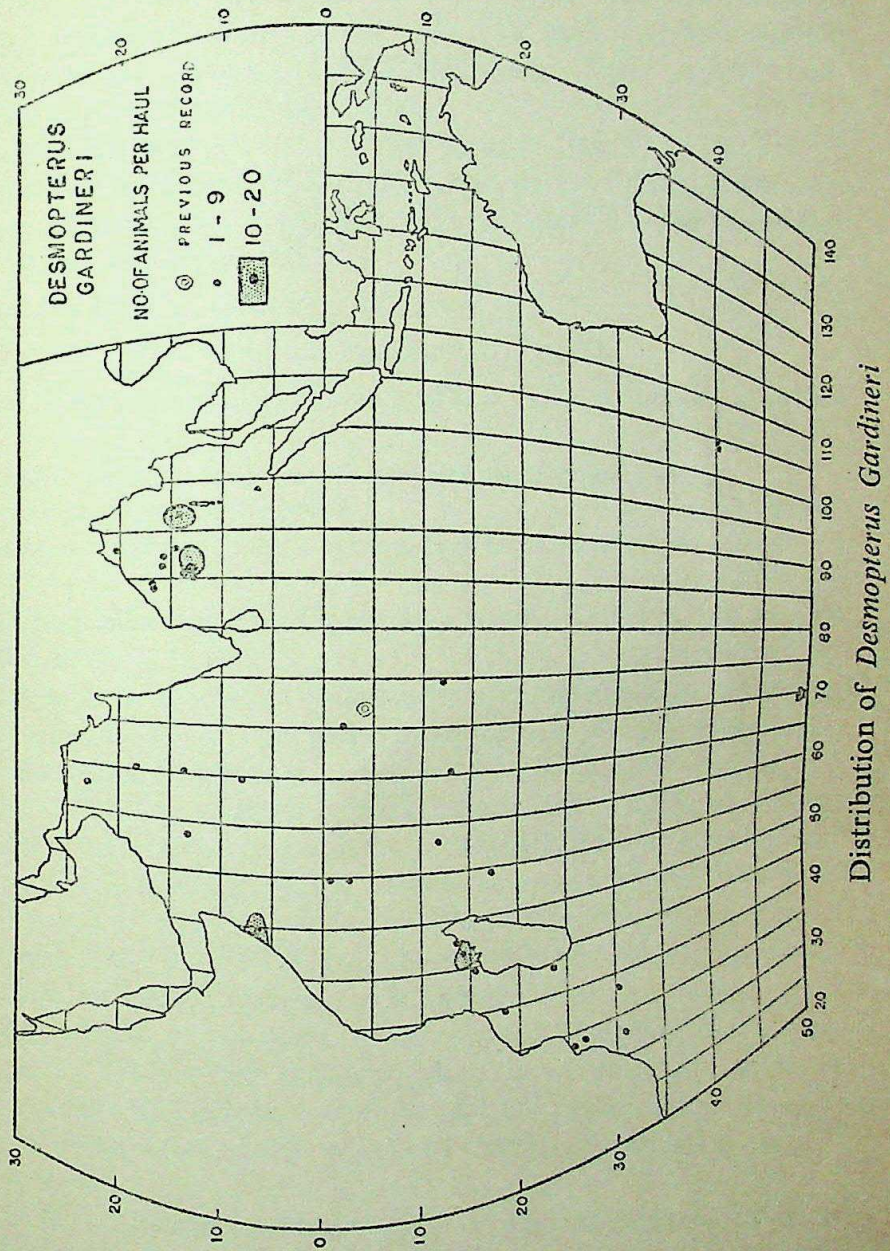 30 30
DESMOPTERUS
GARDINERI
20 20
NO·OF ANIMALS PER HAUL
PREVIOUS RECORD
1-9
10-20
10 10
0 0
10 10
20 20
30 30
40 40
50 20 30 40 50 60 70 80 90 100 110 120 130 140
Distribution of Desmopterus Gardineri